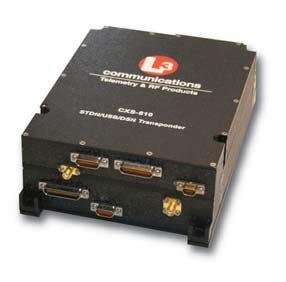 L3
communications
Telemetry & RF Products
CXS-610
STDN/USB/DSN Transponder